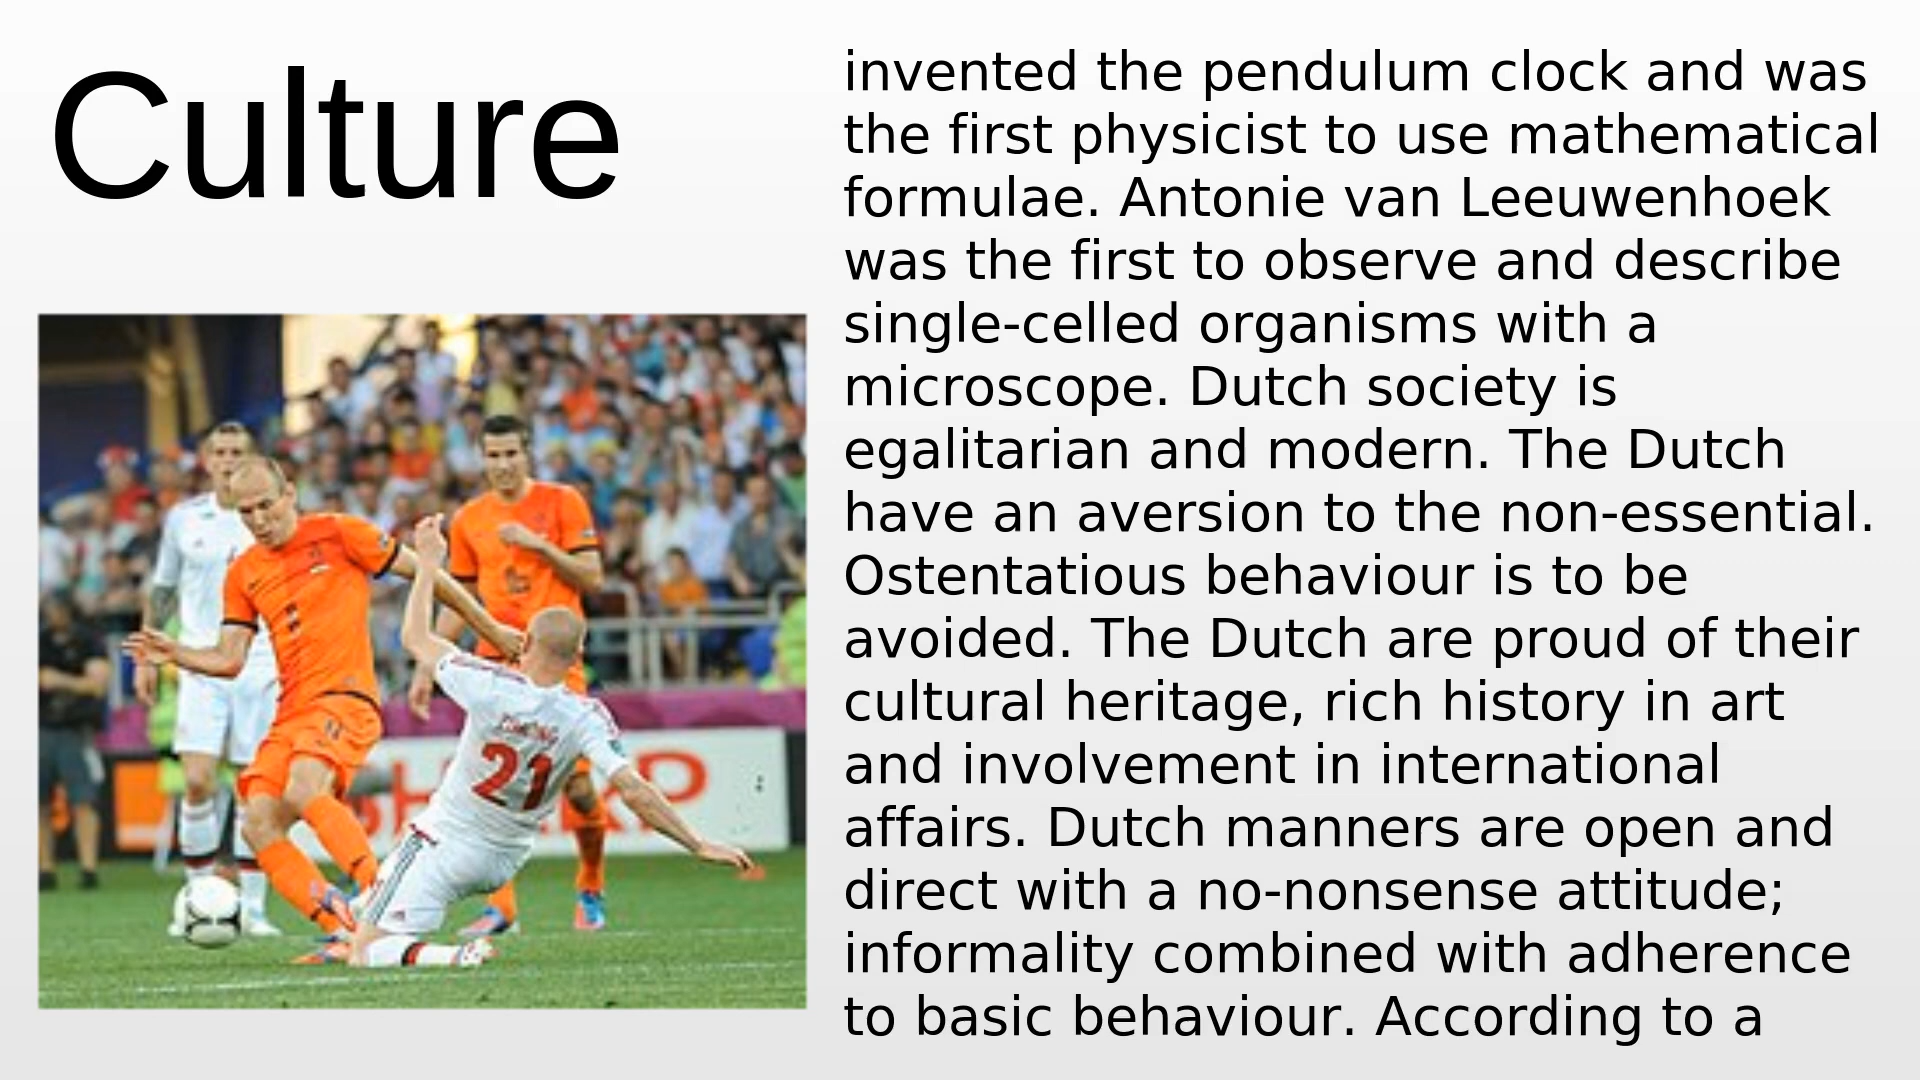 Culture
invented the pendulum clock and was
the first physicist to use mathematical
formulae. Antonie van Leeuwenhoek
was the first to observe and describe
single-celled organisms with a
microscope. Dutch society is
egalitarian and modern. The Dutch
have an aversion to the non-essential.
Ostentatious behaviour is to be
avoided. The Dutch are proud of their
cultural heritage, rich history in art
and involvement in international
affairs. Dutch manners are open and
direct with a no-nonsense attitude;
informality combined with adherence
to basic behaviour. According to a
21